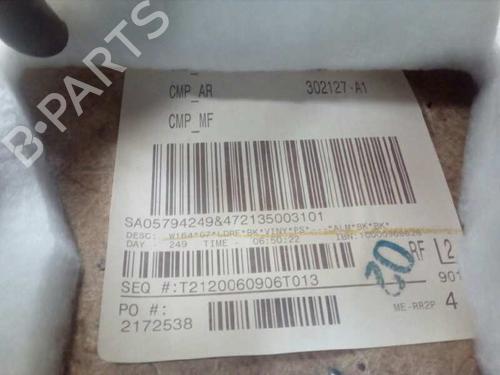 CMP_AR 302127-A1
CMP_MF
SA05794249&472135003101
DAY : 249 TIME - 06:50:22
SEQ #:T2120060906T013
RF L2
901
PO #:
2172538
ME-RR2P 4
20
B-PARTS